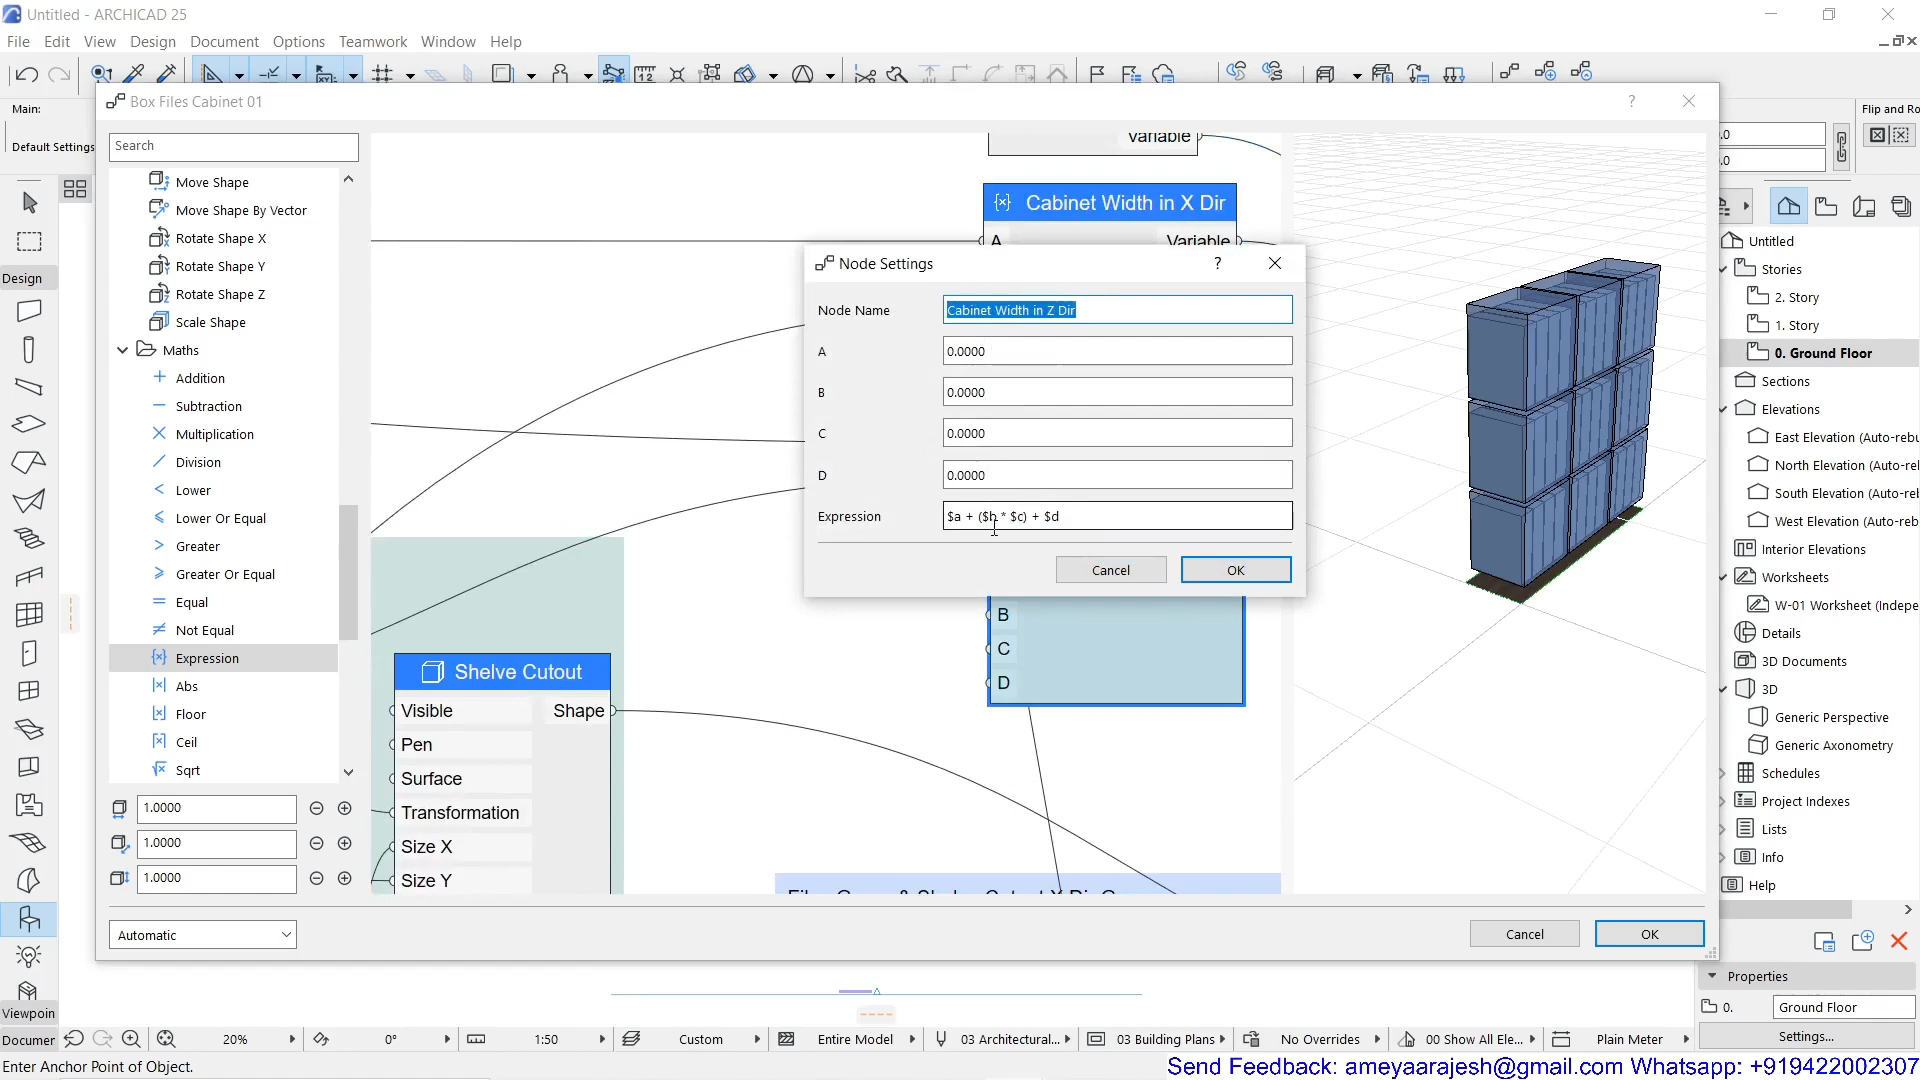 Untitled - ARCHICAD 25
File Edit View Design Document Options Teamwork Window Help
Main:
Default Settings
Flip and Ro
Box Files Cabinet 01
?
Search
Move Shape
Move Shape By Vector
Rotate Shape X
Rotate Shape Y
Rotate Shape Z
Scale Shape
Maths
Addition
Subtraction
Multiplication
Division
Lower
Lower Or Equal
Greater
Greater Or Equal
Equal
Not Equal
Expression
Abs
Floor
Ceil
Sqrt
1.0000
1.0000
1.0000
Automatic
Variable
Cabinet Width in X Dir
A Variable
Node Settings
?
Node Name Cabinet Width in Z Dir
A 0.0000
B 0.0000
C 0.0000
D 0.0000
Expression $a + ($b * $c) + $d
Cancel OK
B
C
D
Shelve Cutout
Visible Shape
Pen
Surface
Transformation
Size X
Size Y
Cancel OK
Design
Viewpoin
Documer
.0
.0
Untitled
Stories
2. Story
1. Story
0. Ground Floor
Sections
Elevations
East Elevation (Auto-rebu
North Elevation (Auto-rel
South Elevation (Auto-rel
West Elevation (Auto-rel
Interior Elevations
Worksheets
W-01 Worksheet (Indepe
Details
3D Documents
3D
Generic Perspective
Generic Axonometry
Schedules
Project Indexes
Lists
Info
Help
Properties
0. Ground Floor
Settings...
20% 0° 1:50 Custom Entire Model 03 Architectural... 03 Building Plans No Overrides 00 Show All Ele... Plain Meter
Enter Anchor Point of Object.
Send Feedback: ameyaarajesh@gmail.com Whatsapp: +919422002307